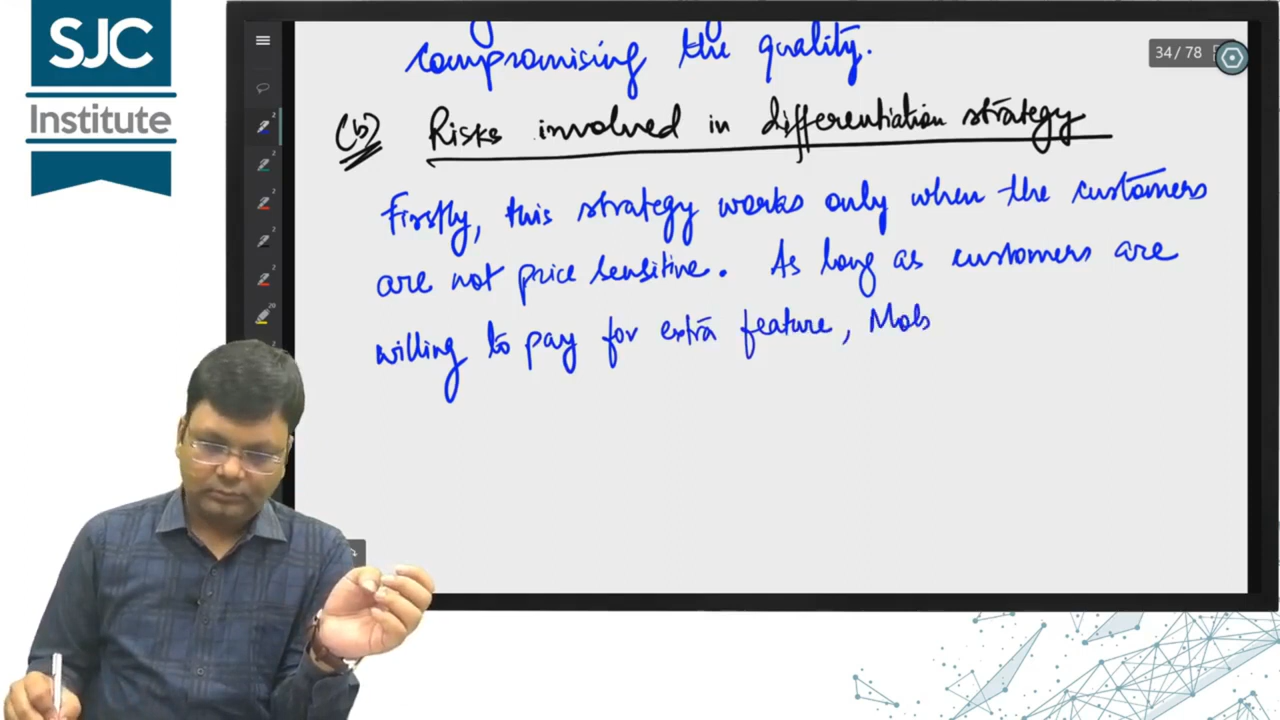 SJC
Institute
34 / 78
compromising the quality.
(b) Risks involved in differentiation strategy
Firstly, this strategy works only when the customers
are not price sensitive. As long as customers are
willing to pay for extra feature, Mob